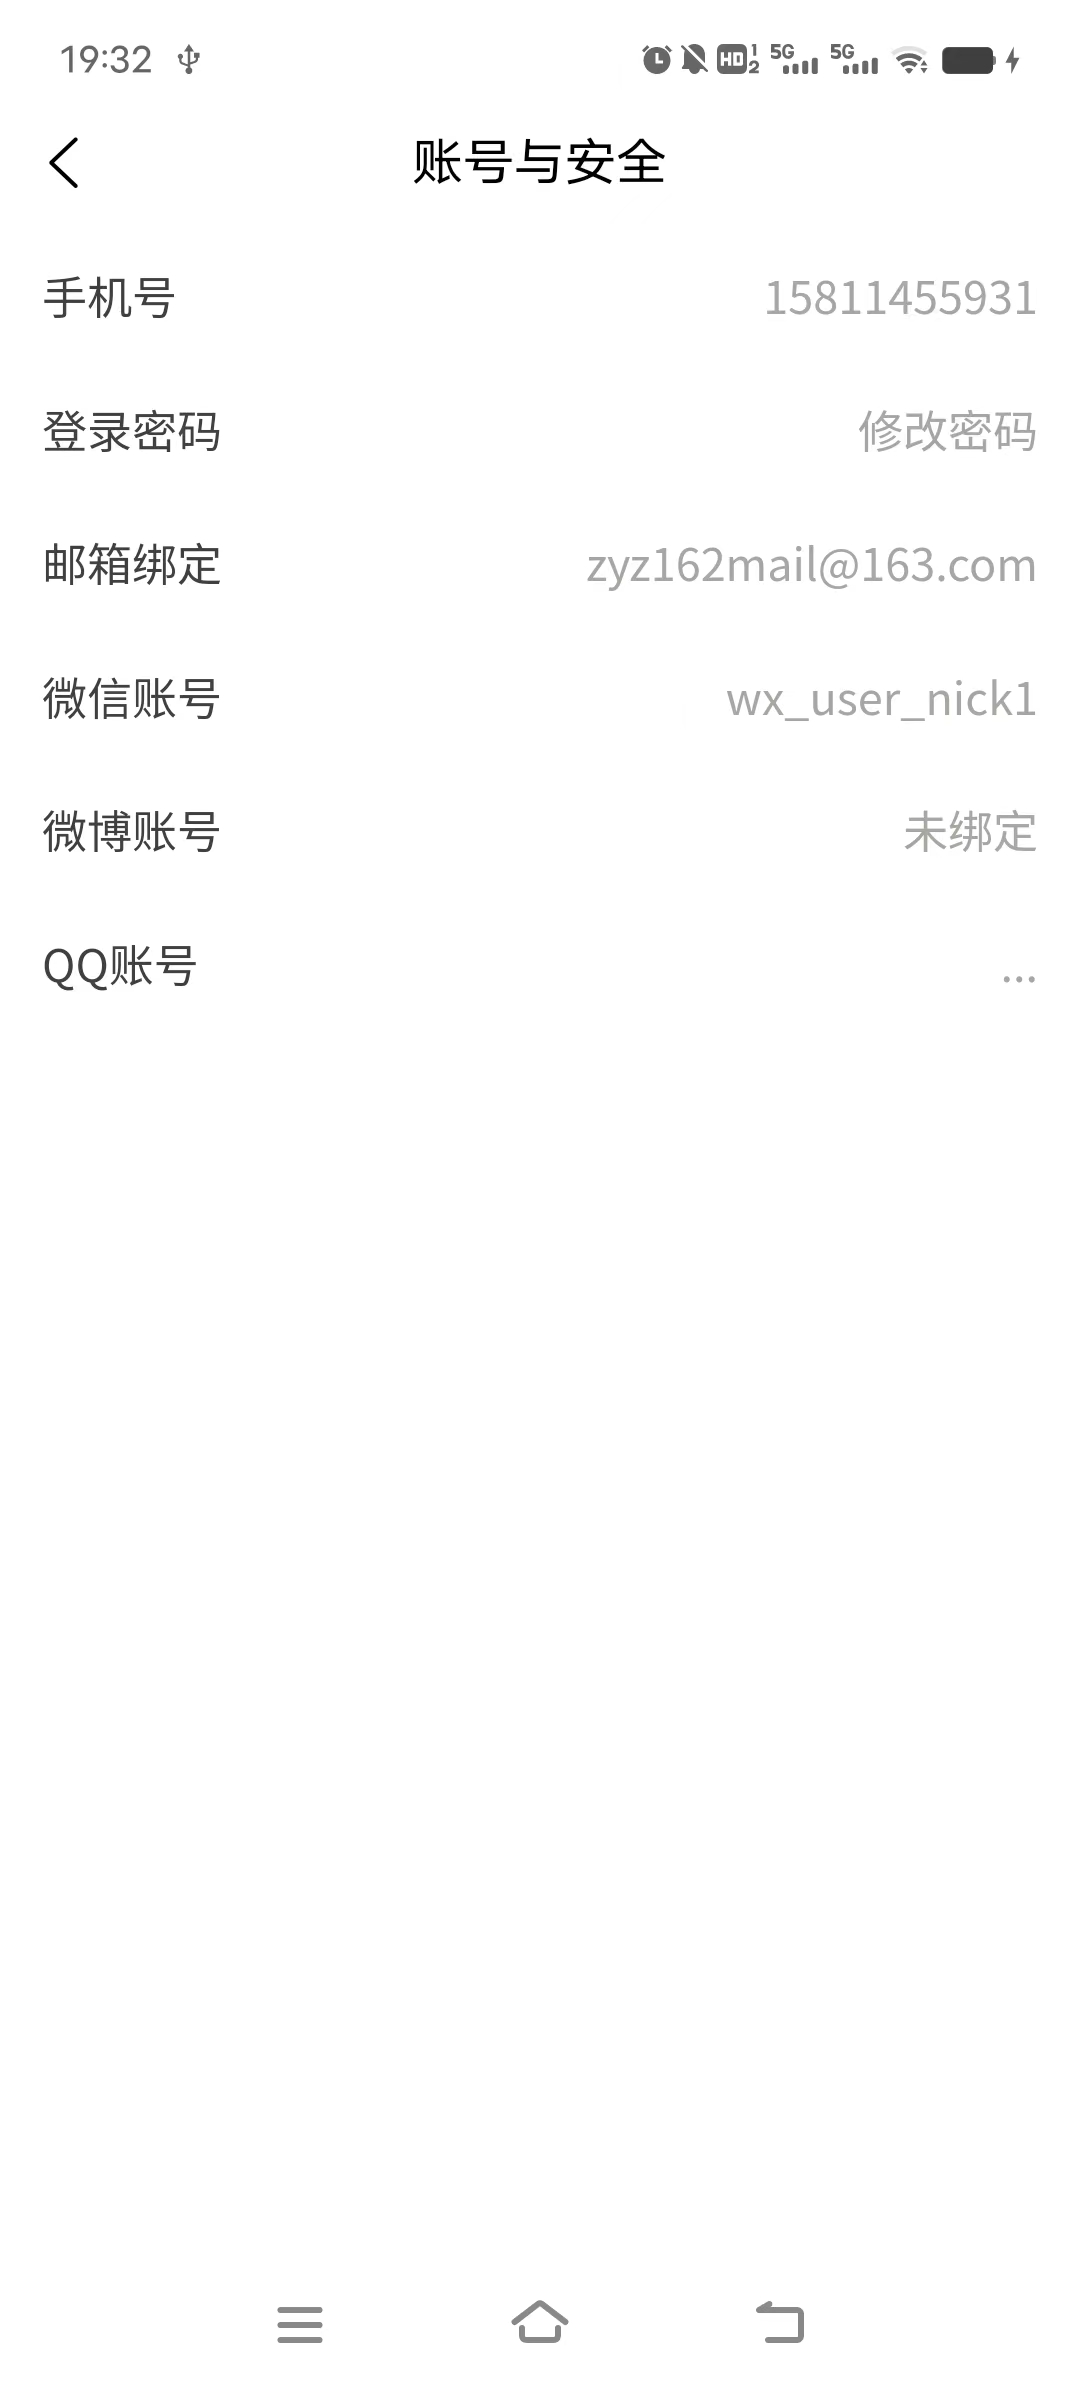 19:32
HD 1 2 5G 5G
账号与安全
手机号 15811455931
登录密码 修改密码
邮箱绑定 zyz162mail@163.com
微信账号 wx_user_nick1
微博账号 未绑定
QQ账号 ...